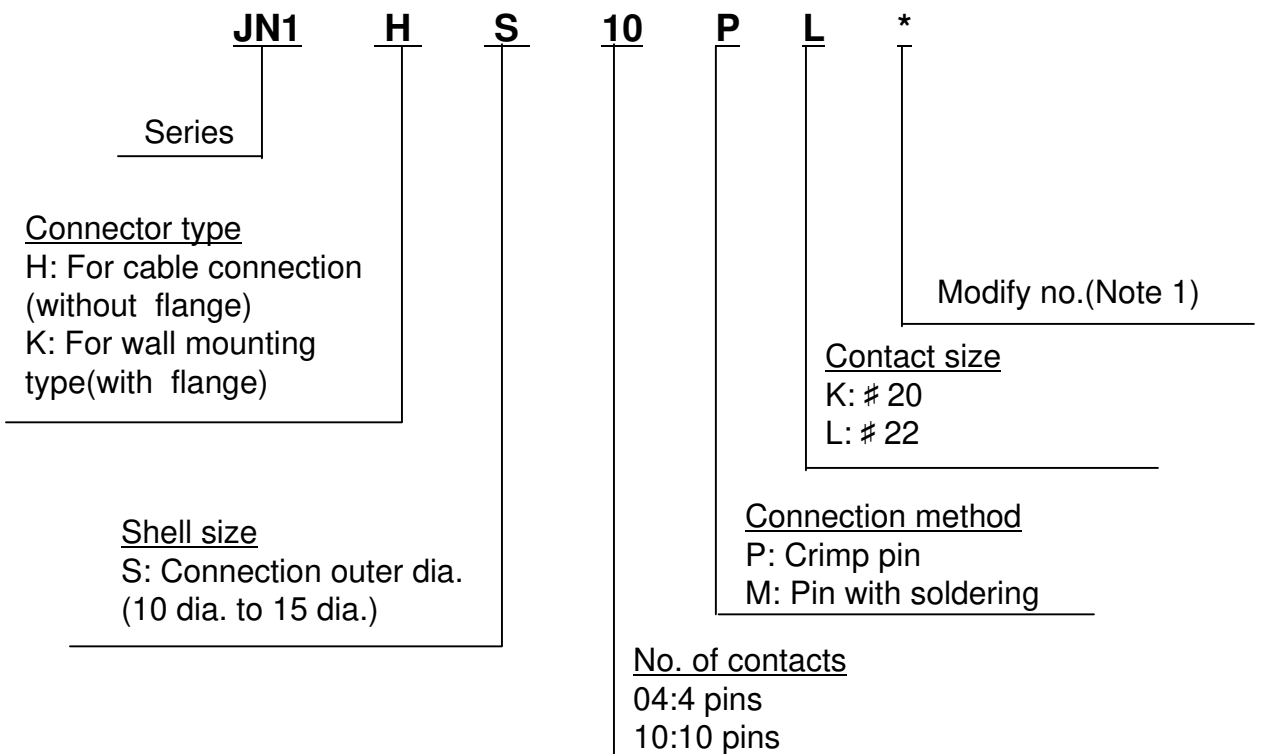 JN1 H S 10 P L *
Series
Connector type
H: For cable connection
(without flange)
K: For wall mounting
type(with flange)
Modify no.(Note 1)
Contact size
K: ♯ 20
L: ♯ 22
Shell size
S: Connection outer dia.
(10 dia. to 15 dia.)
Connection method
P: Crimp pin
M: Pin with soldering
No. of contacts
04:4 pins
10:10 pins